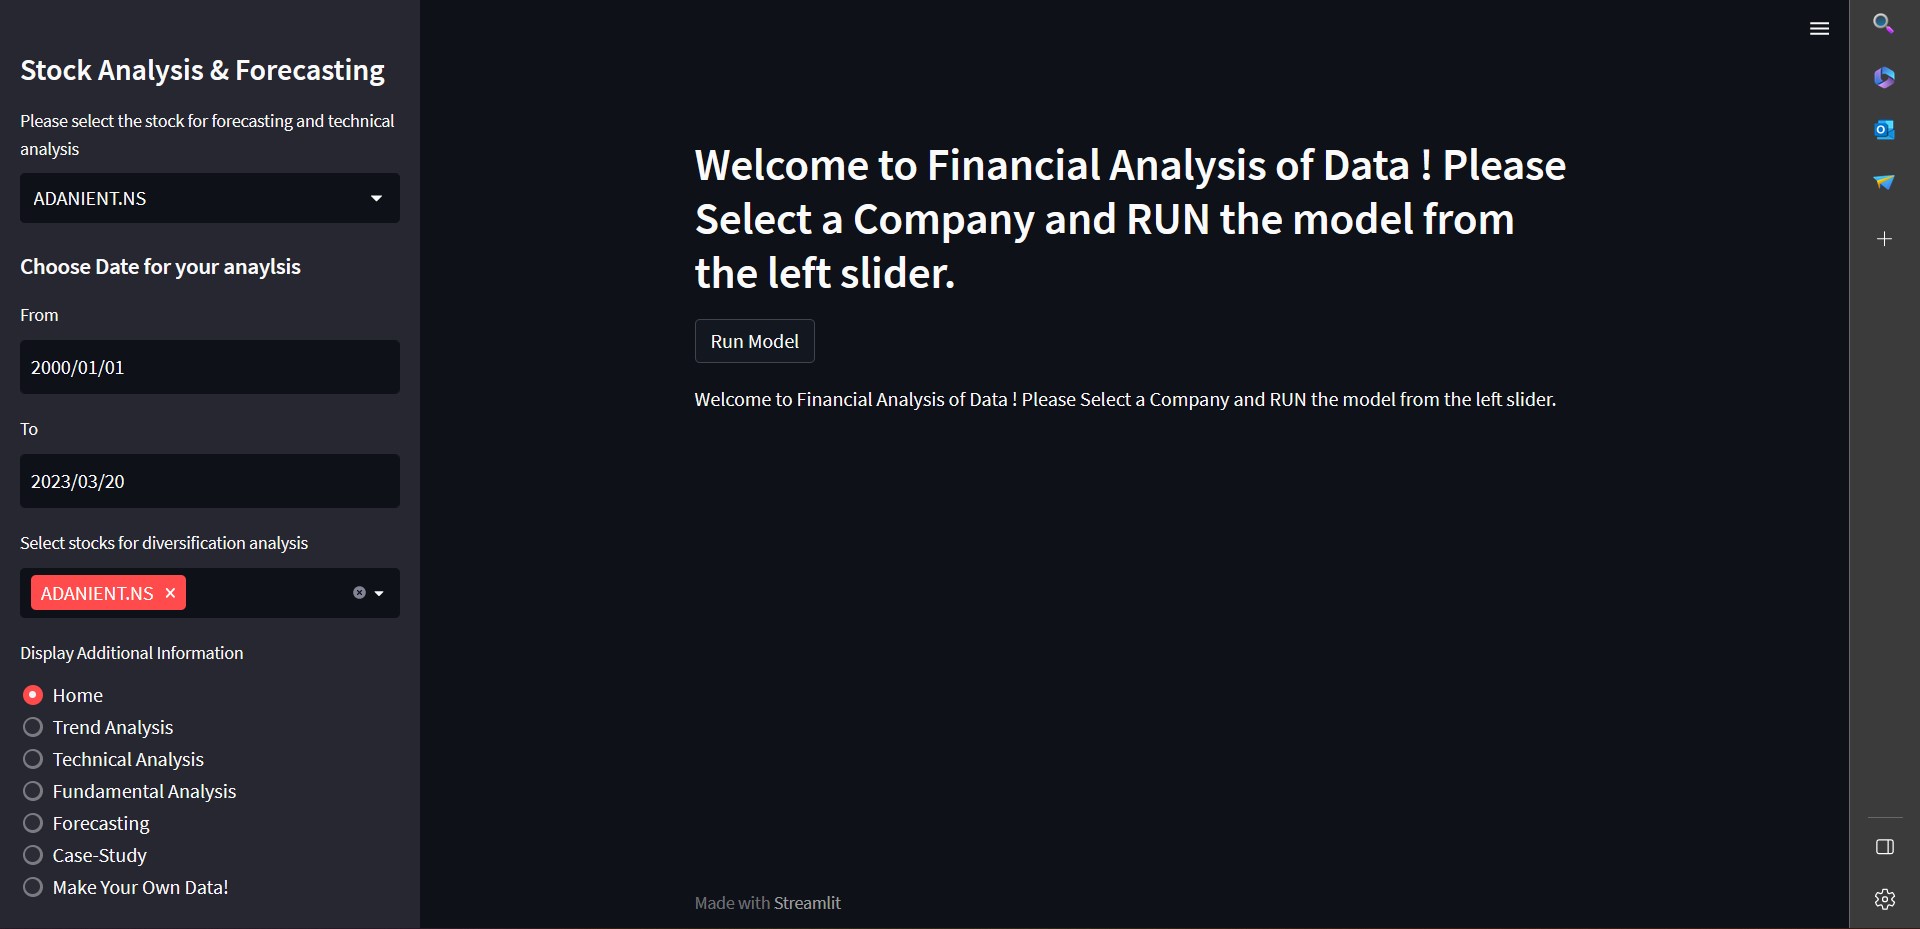 Stock Analysis & Forecasting
Please select the stock for forecasting and technical
analysis
ADANIENT.NS
Choose Date for your anaylsis
From
2000/01/01
To
2023/03/20
Select stocks for diversification analysis
ADANIENT.NS
Display Additional Information
Home
Trend Analysis
Technical Analysis
Fundamental Analysis
Forecasting
Case-Study
Make Your Own Data!
Welcome to Financial Analysis of Data ! Please
Select a Company and RUN the model from
the left slider.
Run Model
Welcome to Financial Analysis of Data ! Please Select a Company and RUN the model from the left slider.
Made with Streamlit